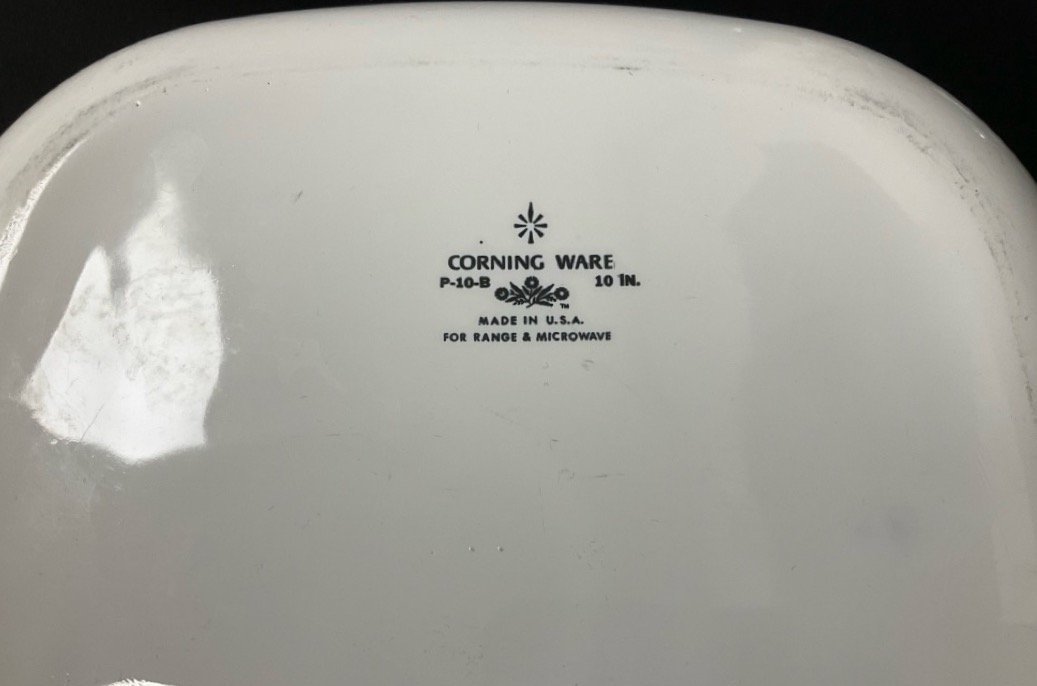 CORNING WARE
P-10-B 10 IN.
TM
MADE IN U.S.A.
FOR RANGE & MICROWAVE